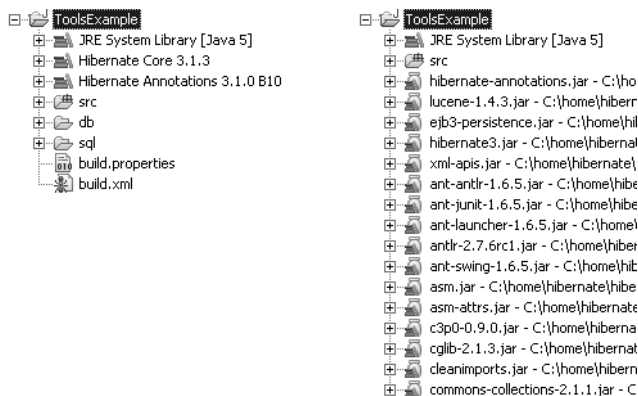 ToolsExample
JRE System Library [Java 5]
Hibernate Core 3.1.3
Hibernate Annotations 3.1.0 B10
src
db
sql
build.properties
build.xml
ToolsExample
JRE System Library [Java 5]
src
hibernate-annotations.jar - C:\ho
lucene-1.4.3.jar - C:\home\hibern
ejb3-persistence.jar - C:\home\hi
hibernate3.jar - C:\home\hibernat
xml-apis.jar - C:\home\hibernate\
ant-antlr-1.6.5.jar - C:\home\hibe
ant-junit-1.6.5.jar - C:\home\hibe
ant-launcher-1.6.5.jar - C:\home\
antlr-2.7.6rc1.jar - C:\home\hiber
ant-swing-1.6.5.jar - C:\home\hib
asm.jar - C:\home\hibernate\hibe
asm-attrs.jar - C:\home\hibernate
c3p0-0.9.0.jar - C:\home\hiberna
cglib-2.1.3.jar - C:\home\hibernat
cleanimports.jar - C:\home\hibern
commons-collections-2.1.1.jar - C